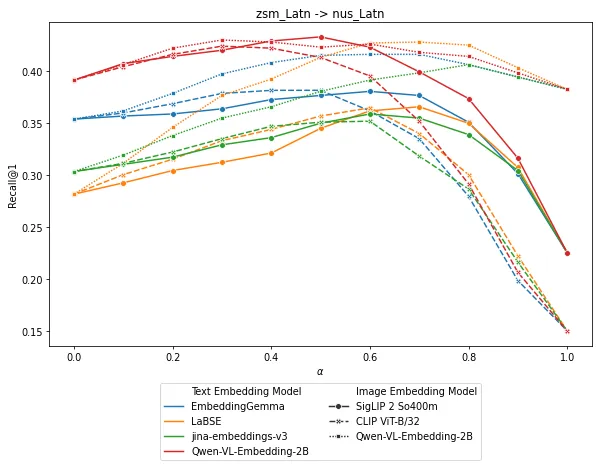 zsm_Latn -> nus_Latn
Recall@1
0.40
0.35
0.30
0.25
0.20
0.15
0.0 0.2 0.4 0.6 0.8 1.0
α
Text Embedding Model Image Embedding Model
EmbeddingGemma SigLIP 2 So400m
LaBSE CLIP ViT-B/32
jina-embeddings-v3 Qwen-VL-Embedding-2B
Qwen-VL-Embedding-2B